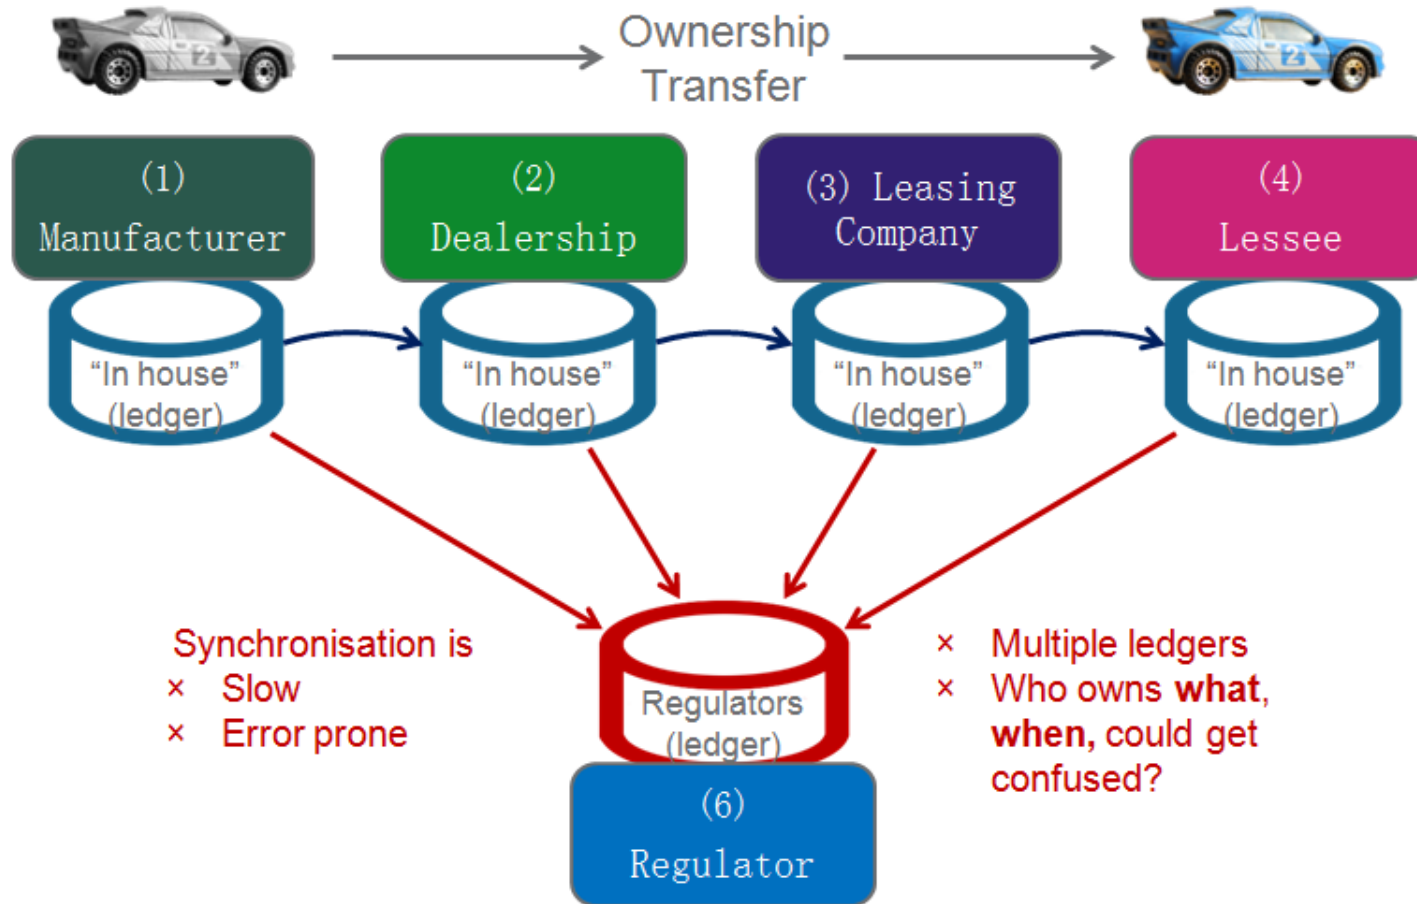 Ownership
Transfer
2
2
(1)
Manufacturer
(2)
Dealership
(3) Leasing
Company
(4)
Lessee
“In house”
(ledger)
“In house”
(ledger)
“In house”
(ledger)
“In house”
(ledger)
Synchronisation is
× Slow
× Error prone
Regulators
(ledger)
× Multiple ledgers
× Who owns what,
when, could get
confused?
(6)
Regulator